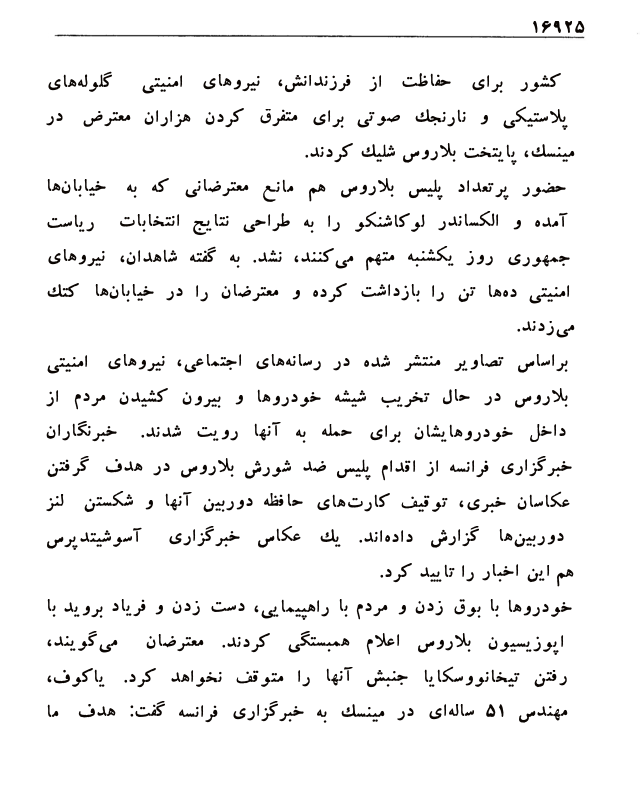 ۱۶۹۲۵
کشور برای حفاظت از فرزندانش، نیروهای امنیتی گلوله‌های
پلاستیکی و نارنجك صوتی برای متفرق کردن هزاران معترض در
مینسك، پایتخت بلاروس شلیك کردند.
حضور پرتعداد پلیس بلاروس هم مانع معترضانی که به خیابان‌ها
آمده و الکساندر لوکاشنکو را به طراحی نتایج انتخابات ریاست
جمهوری روز یکشنبه متهم می‌کنند، نشد. به گفته شاهدان، نیروهای
امنیتی ده‌ها تن را بازداشت کرده و معترضان را در خیابان‌ها کتك
می‌زدند.
براساس تصاویر منتشر شده در رسانه‌های اجتماعی، نیروهای امنیتی
بلاروس در حال تخریب شیشه خودروها و بیرون کشیدن مردم از
داخل خودروهایشان برای حمله به آنها رویت شدند. خبرنگاران
خبرگزاری فرانسه از اقدام پلیس ضد شورش بلاروس در هدف گرفتن
عکاسان خبری، توقیف کارت‌های حافظه دوربین آنها و شکستن لنز
دوربین‌ها گزارش داده‌اند. یك عکاس خبرگزاری آسوشیتدپرس
هم این اخبار را تایید کرد.
خودروها با بوق زدن و مردم با راهپیمایی، دست زدن و فریاد بروید با
اپوزیسیون بلاروس اعلام همبستگی کردند. معترضان می‌گویند،
رفتن تیخانووسکایا جنبش آنها را متوقف نخواهد کرد. یاکوف،
مهندس ۵۱ ساله‌ای در مینسك به خبرگزاری فرانسه گفت: هدف ما